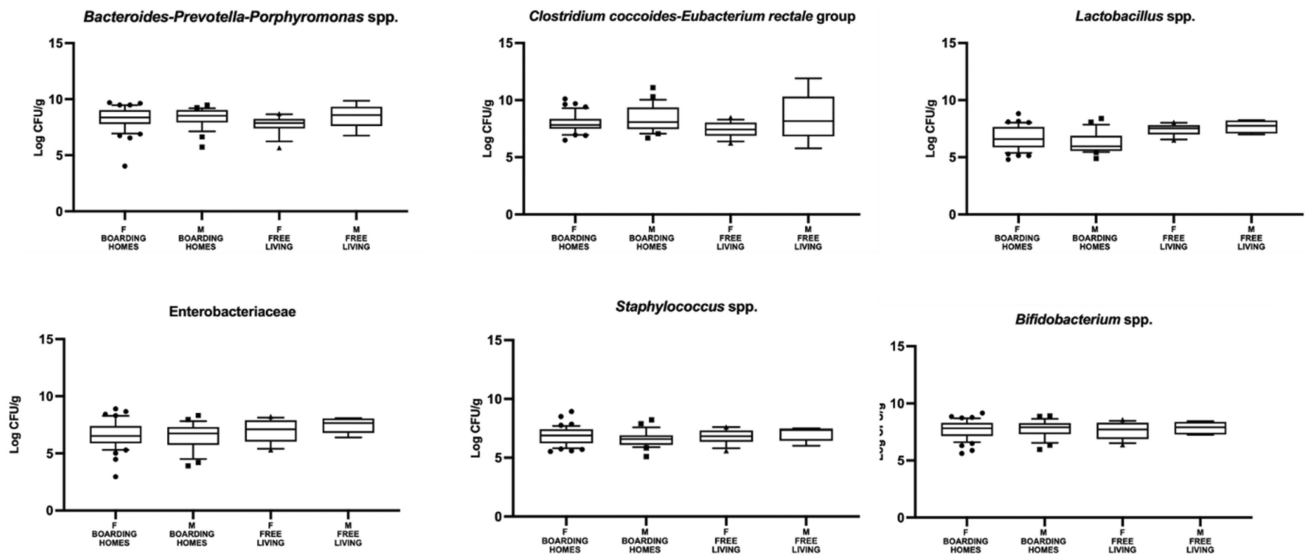 Bacteroides-Prevotella-Porphyromonas spp.
15
10
5
0
Log CFU/g
F
BOARDING
HOMES
M
BOARDING
HOMES
F
FREE
LIVING
M
FREE
LIVING
Clostridium coccoides-Eubacterium rectale group
15
10
5
0
Log CFU/g
F
BOARDING
HOMES
M
BOARDING
HOMES
F
FREE
LIVING
M
FREE
LIVING
Lactobacillus spp.
15
10
5
0
Log CFU/g
F
BOARDING
HOMES
M
BOARDING
HOMES
F
FREE
LIVING
M
FREE
LIVING
Enterobacteriaceae
15
10
5
0
Log CFU/g
F
BOARDING
HOMES
M
BOARDING
HOMES
F
FREE
LIVING
M
FREE
LIVING
Staphylococcus spp.
15
10
5
0
Log CFU/g
F
BOARDING
HOMES
M
BOARDING
HOMES
F
FREE
LIVING
M
FREE
LIVING
Bifidobacterium spp.
15
10
5
0
F
BOARDING
HOMES
M
BOARDING
HOMES
F
FREE
LIVING
M
FREE
LIVING